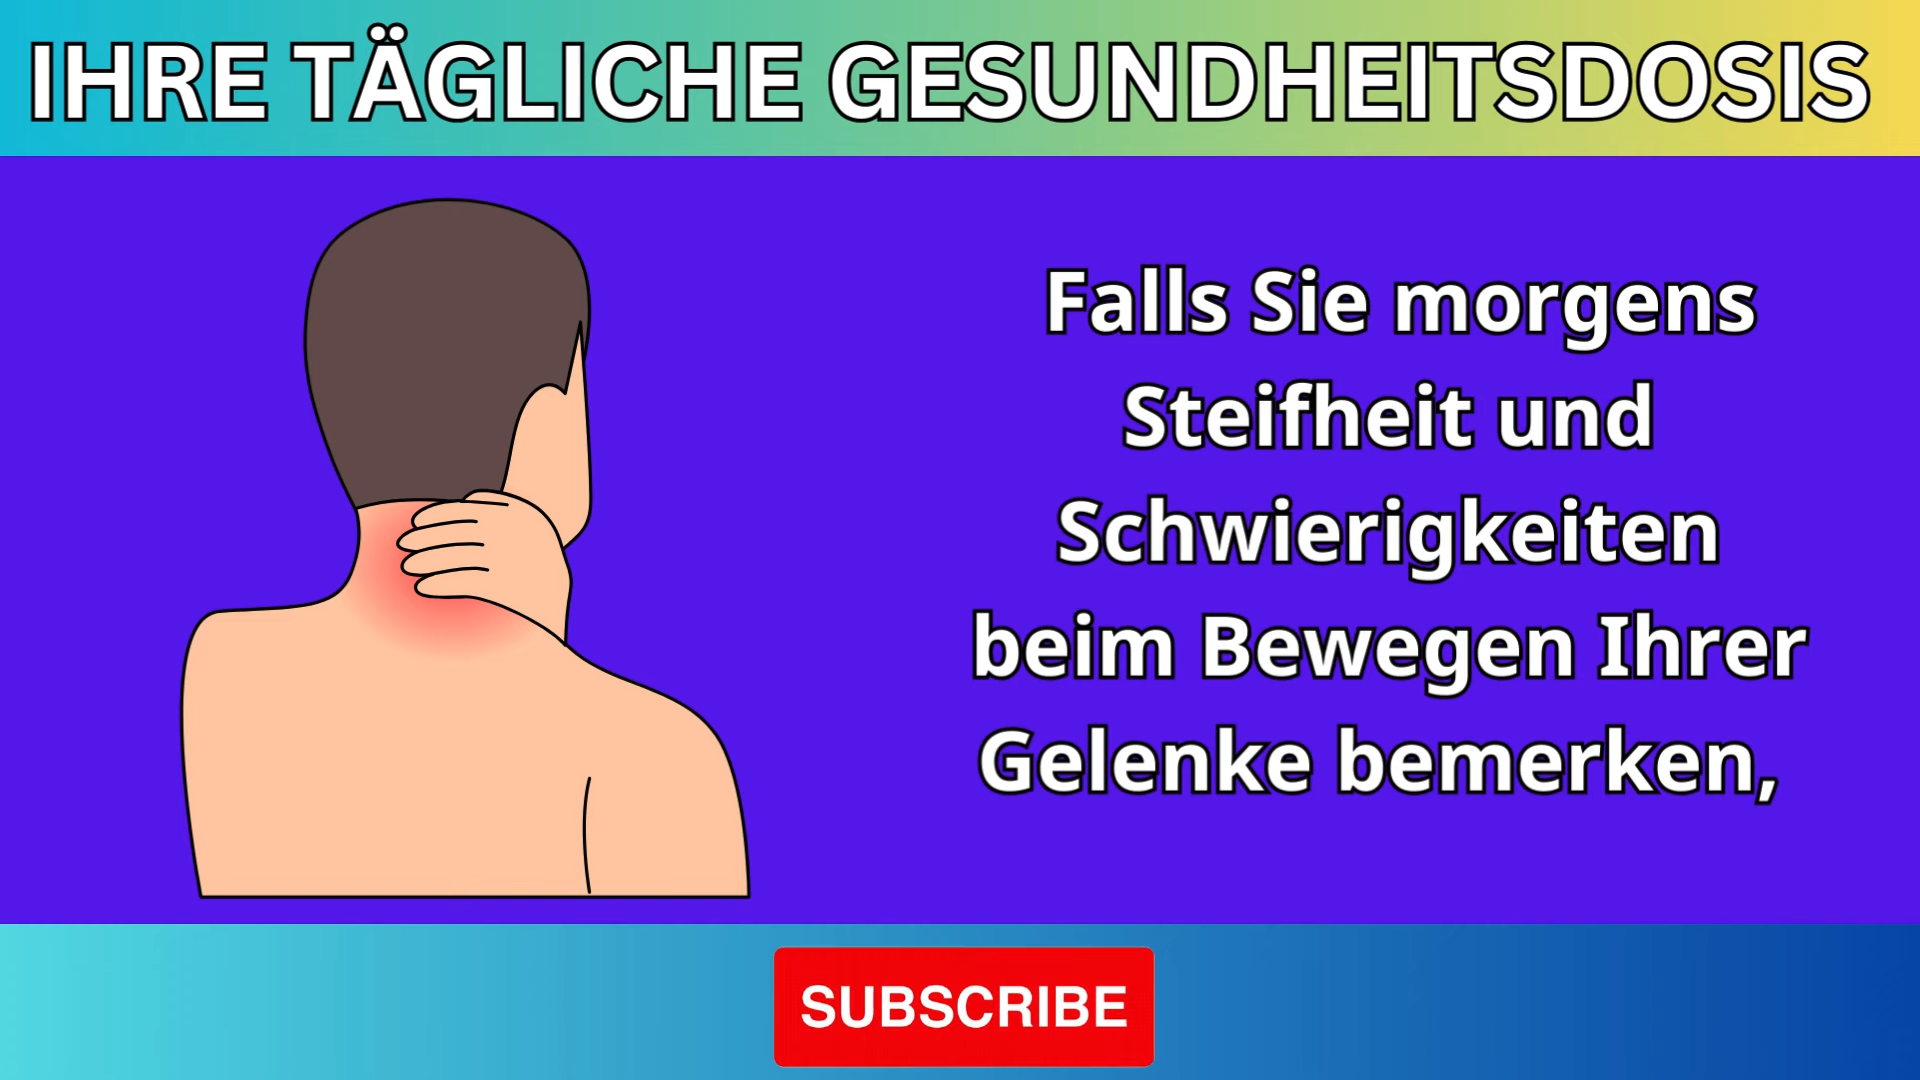 IHRE TÄGLICHE GESUNDHEITSDOSIS
Falls Sie morgens
Steifheit und
Schwierigkeiten
beim Bewegen Ihrer
Gelenke bemerken,
SUBSCRIBE